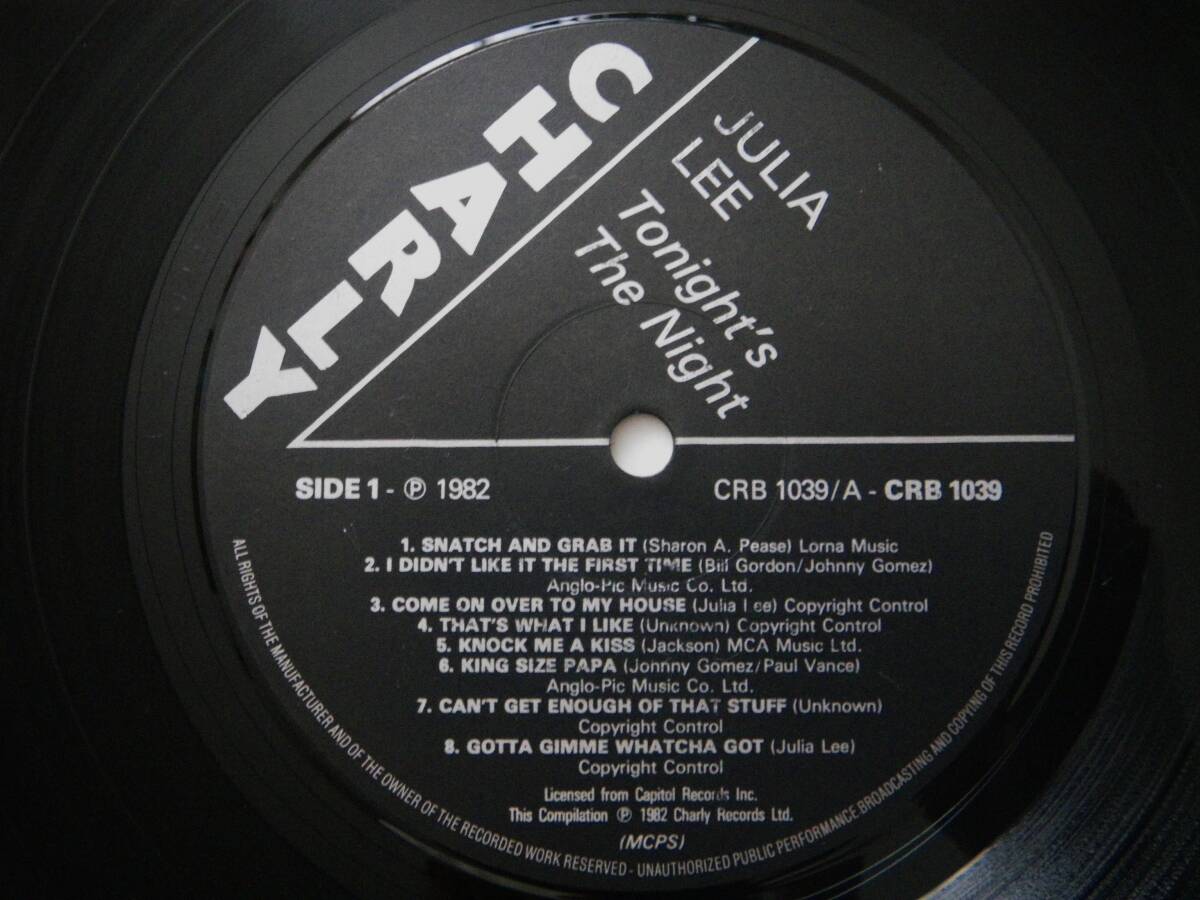 CHARLY
JULIA
LEE
Tonight's
The Night
SIDE 1 - ℗ 1982
CRB 1039/A - CRB 1039
1. SNATCH AND GRAB IT (Sharon A. Pease) Lorna Music
2. I DIDN'T LIKE IT THE FIRST TIME (Bill Gordon/Johnny Gomez)
Anglo-Pic Music Co. Ltd.
3. COME ON OVER TO MY HOUSE (Julia Lee) Copyright Control
4. THAT'S WHAT I LIKE (Unknown) Copyright Control
5. KNOCK ME A KISS (Jackson) MCA Music Ltd.
6. KING SIZE PAPA (Johnny Gomez/Paul Vance)
Anglo-Pic Music Co. Ltd.
7. CAN'T GET ENOUGH OF THAT STUFF (Unknown)
Copyright Control
8. GOTTA GIMME WHATCHA GOT (Julia Lee)
Copyright Control
Licensed from Capitol Records Inc.
This Compilation ℗ 1982 Charly Records Ltd.
(MCPS)
ALL RIGHTS OF THE MANUFACTURER AND OF THE OWNER OF THE RECORDED WORK RESERVED - UNAUTHORIZED PUBLIC PERFORMANCE BROADCASTING AND COPYING OF THIS RECORD PROHIBITED